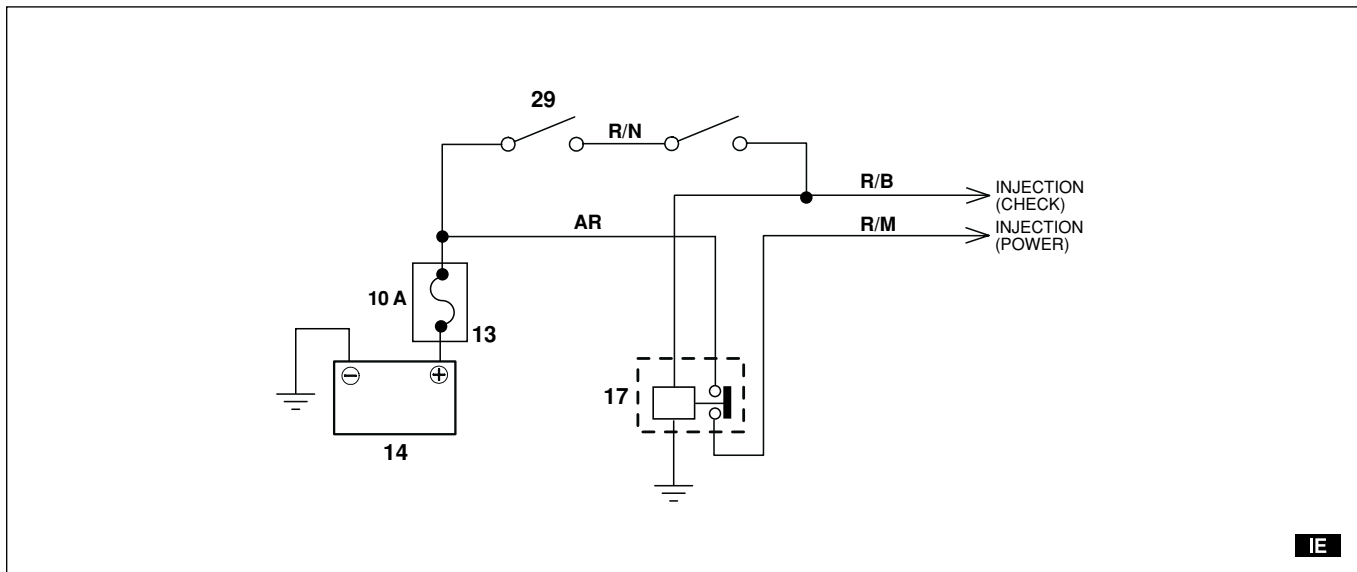 29
R/N
R/B
INJECTION
(CHECK)
AR
R/M
INJECTION
(POWER)
10 A
13
17
14
IE